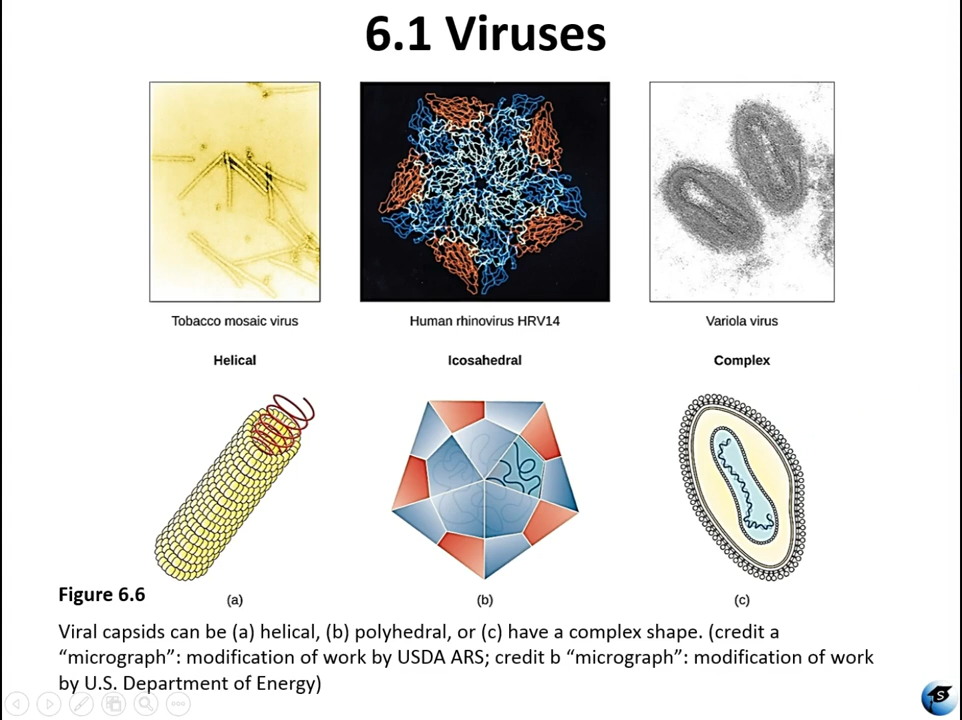 6.1 Viruses
Tobacco mosaic virus
Human rhinovirus HRV14
Variola virus
Helical
Icosahedral
Complex
Figure 6.6
(a)
(b)
(c)
Viral capsids can be (a) helical, (b) polyhedral, or (c) have a complex shape. (credit a
“micrograph”: modification of work by USDA ARS; credit b “micrograph”: modification of work
by U.S. Department of Energy)
S